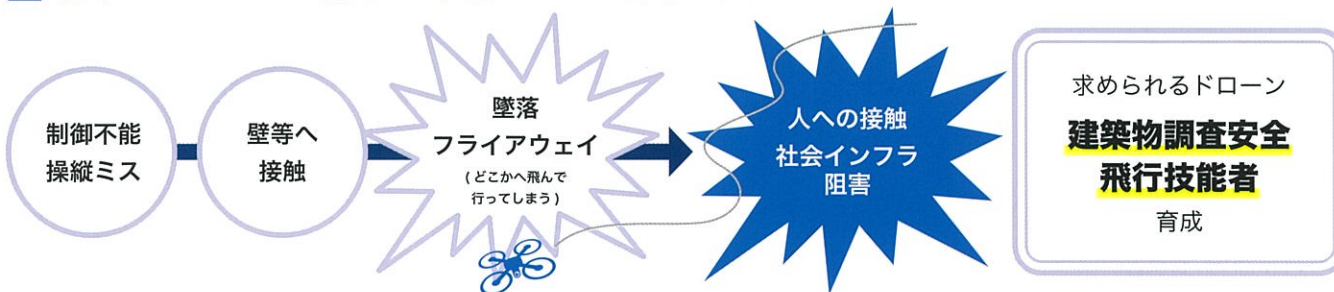 制御不能
操縦ミス
壁等へ
接触
墜落
フライアウェイ
(どこかへ飛んで
行ってしまう)
人への接触
社会インフラ
阻害
求められるドローン
建築物調査安全
飛行技能者
育成